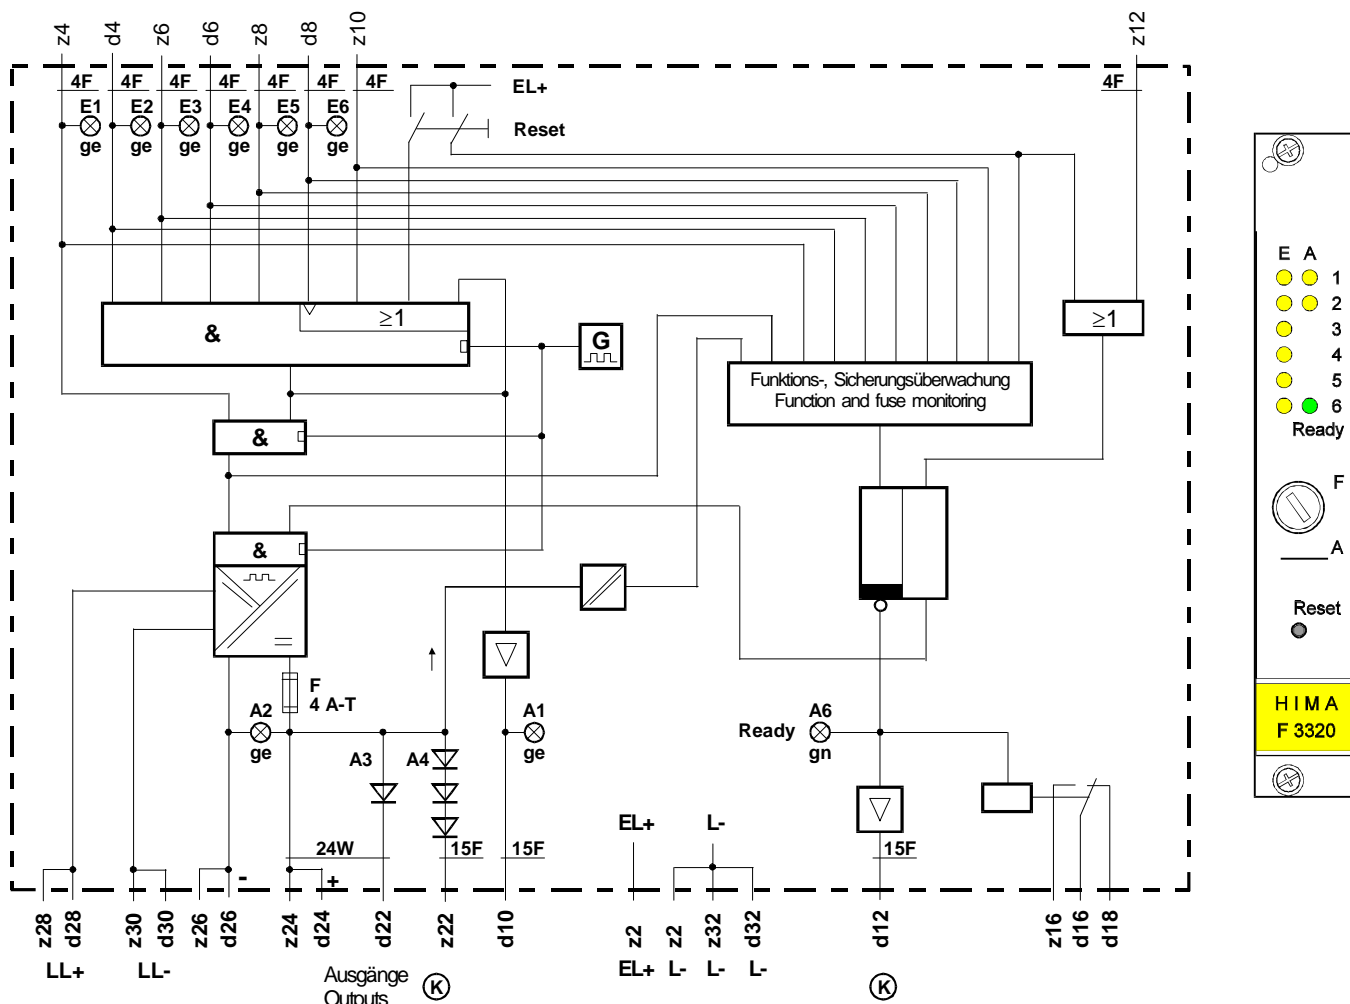 z4 d4 z6 d6 z8 d8 z10 z12
4F 4F 4F 4F 4F 4F 4F 4F
E1 E2 E3 E4 E5 E6
ge ge ge ge ge ge
EL+
Reset
& ≥1
G
≥1
Funktions-, Sicherungsüberwachung
Function and fuse monitoring
&
&
F
4 A-T
A2
ge
A3 A4
A1
ge
Ready
A6
gn
24W 15F 15F 15F
- +
EL+ L-
z28 d28 z30 d30 z26 d26 z24 d24 d22 z22 d10 z2 z2 z32 d32 d12 z16 d16 d18
LL+ LL- EL+ L- L- L-
Ausgänge K K
Outputs
E A
1
2
3
4
5
6
Ready
F
A
Reset
HIMA
F 3320